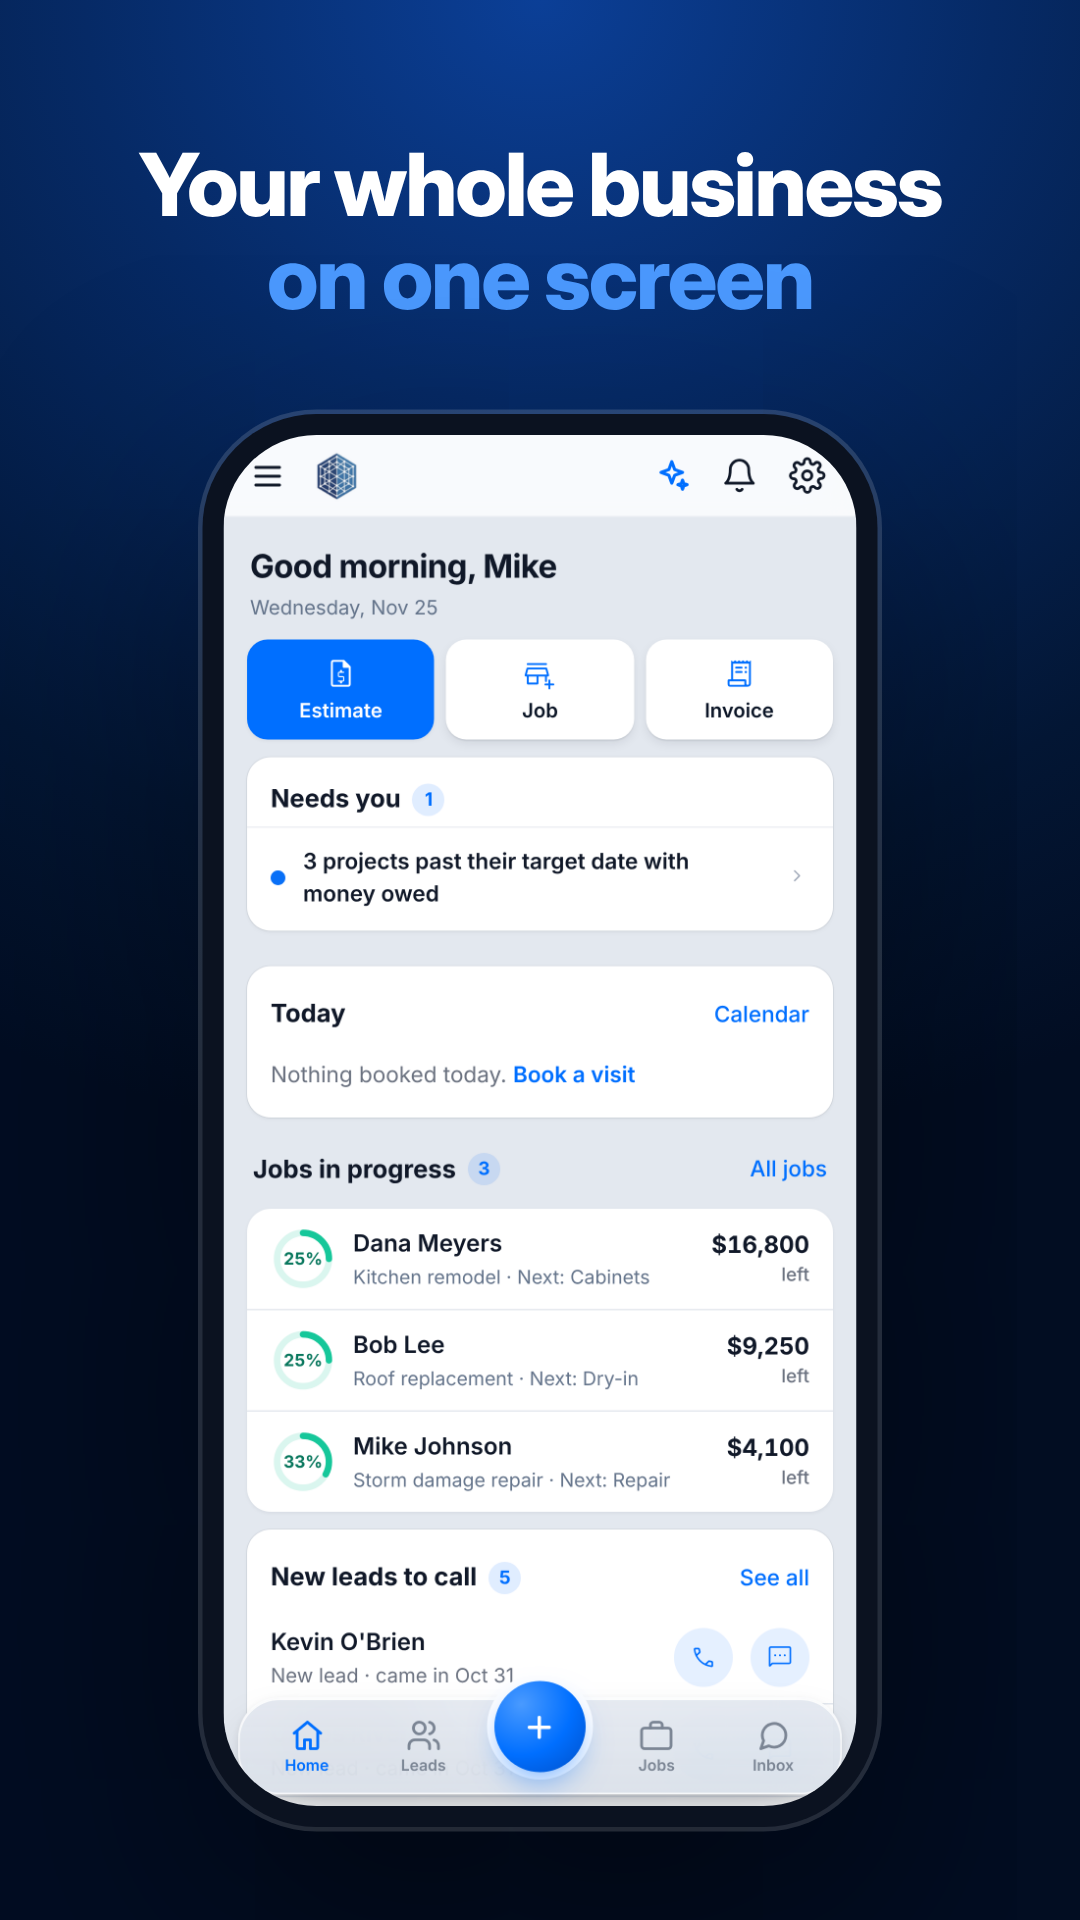 Your whole business
on one screen
Good morning, Mike
Wednesday, Nov 25
Estimate
Job
Invoice
Needs you 1
3 projects past their target date with
money owed
Today
Calendar
Nothing booked today. Book a visit
Jobs in progress 3
All jobs
25%
Dana Meyers
$16,800
Kitchen remodel · Next: Cabinets
left
25%
Bob Lee
$9,250
Roof replacement · Next: Dry-in
left
33%
Mike Johnson
$4,100
Storm damage repair · Next: Repair
left
New leads to call 5
See all
Kevin O'Brien
New lead · came in Oct 31
Home
Leads
Jobs
Inbox